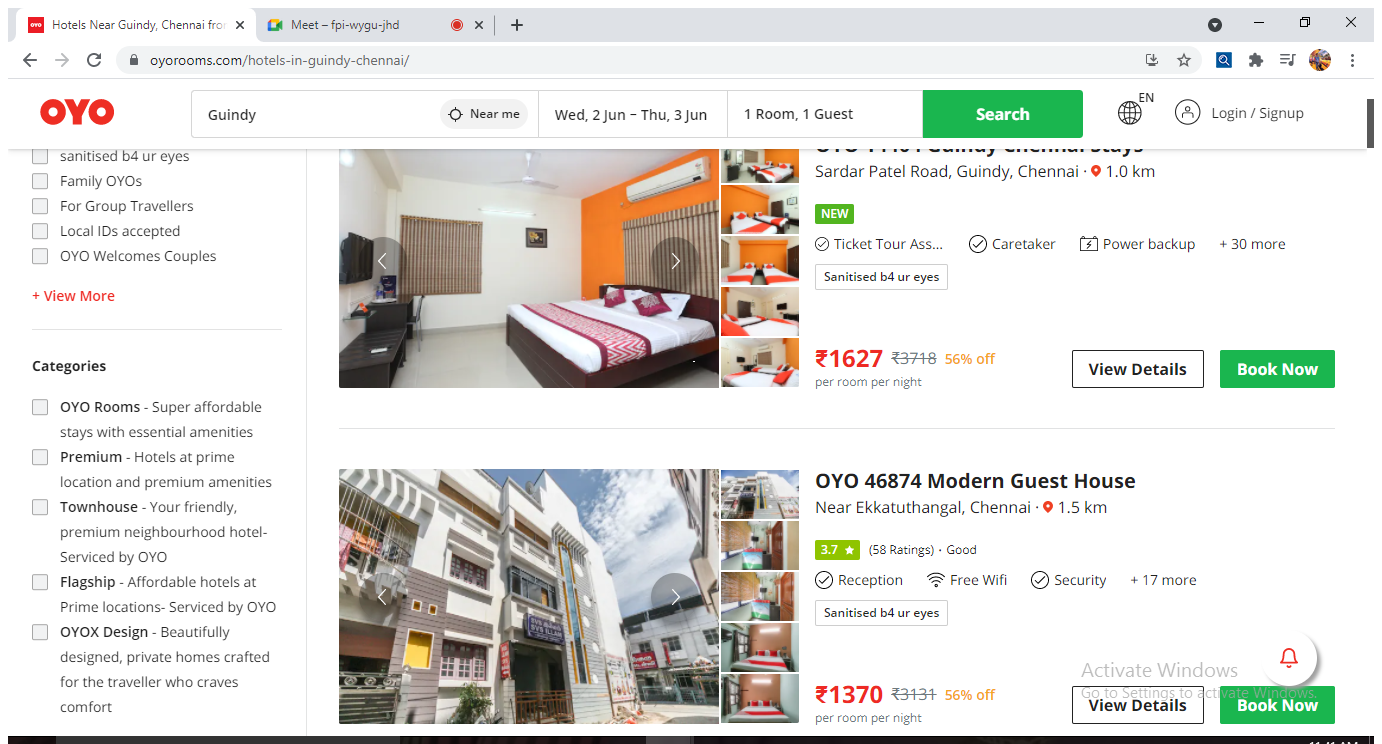 OYO Hotels Near Guindy, Chennai from
Meet – fpi-wygu-jhd
oyorooms.com/hotels-in-guindy-chennai/
OYO
Guindy
Near me
Wed, 2 Jun – Thu, 3 Jun
1 Room, 1 Guest
Search
EN
Login / Signup
sanitised b4 ur eyes
Family OYOs
For Group Travellers
Local IDs accepted
OYO Welcomes Couples
+ View More
Categories
OYO Rooms - Super affordable
stays with essential amenities
Premium - Hotels at prime
location and premium amenities
Townhouse - Your friendly,
premium neighbourhood hotel-
Serviced by OYO
Flagship - Affordable hotels at
Prime locations- Serviced by OYO
OYOX Design - Beautifully
designed, private homes crafted
for the traveller who craves
comfort
Guindy Chennai Stays
Sardar Patel Road, Guindy, Chennai · 1.0 km
NEW
Ticket Tour Ass... Caretaker Power backup + 30 more
Sanitised b4 ur eyes
₹1627 ₹3718 56% off
per room per night
View Details
Book Now
OYO 46874 Modern Guest House
Near Ekkatuthangal, Chennai · 1.5 km
3.7 ★ (58 Ratings) · Good
Reception Free Wifi Security + 17 more
Sanitised b4 ur eyes
₹1370 ₹3131 56% off
per room per night
View Details
Book Now
Activate Windows
Go to Settings to activate Windows.